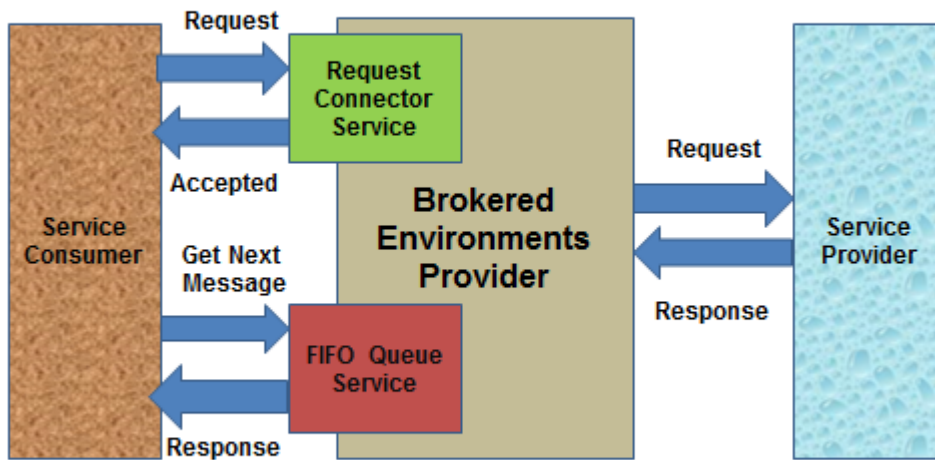 Request
Request
Connector
Service
Accepted
Service
Consumer
Get Next
Message
FIFO Queue
Service
Response
Brokered
Environments
Provider
Request
Response
Service
Provider